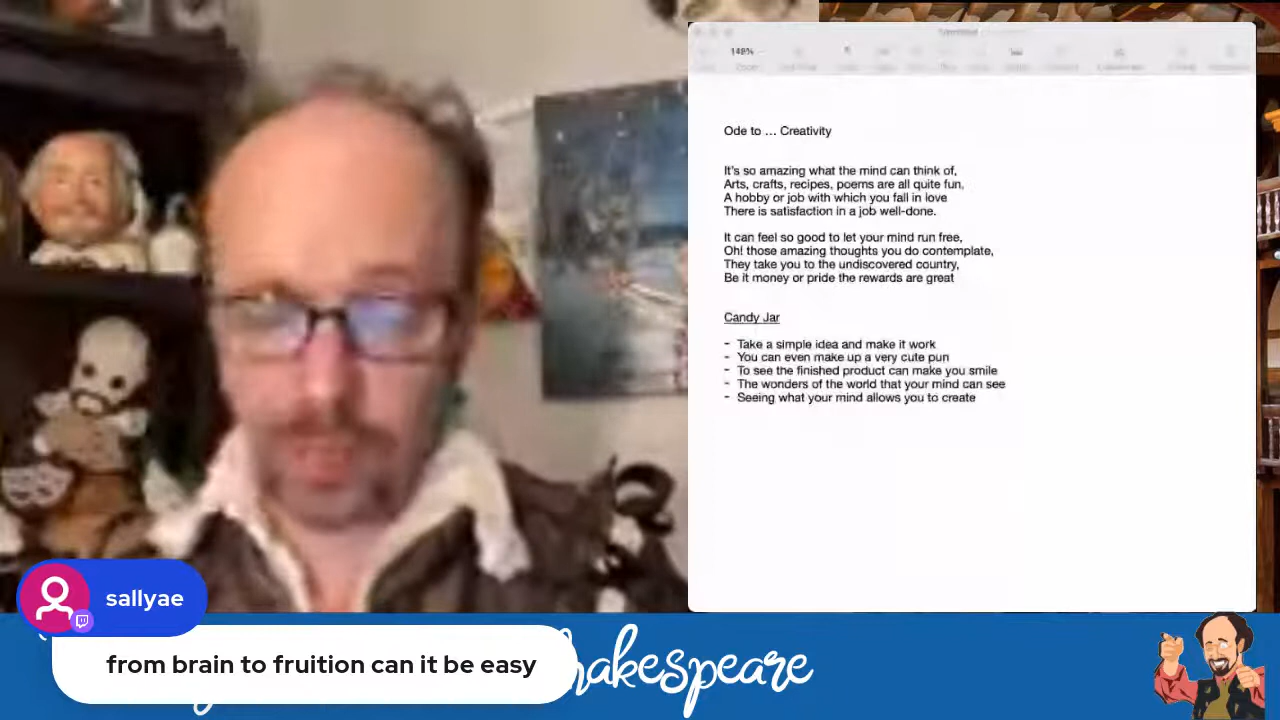 148%
Ode to ... Creativity
It's so amazing what the mind can think of,
Arts, crafts, recipes, poems are all quite fun,
A hobby or job with which you fall in love
There is satisfaction in a job well-done.
It can feel so good to let your mind run free,
Oh! those amazing thoughts you do contemplate,
They take you to the undiscovered country,
Be it money or pride the rewards are great
Candy Jar
- Take a simple idea and make it work
- You can even make up a very cute pun
- To see the finished product can make you smile
- The wonders of the world that your mind can see
- Seeing what your mind allows you to create
sallyae
from brain to fruition can it be easy
hakespeare